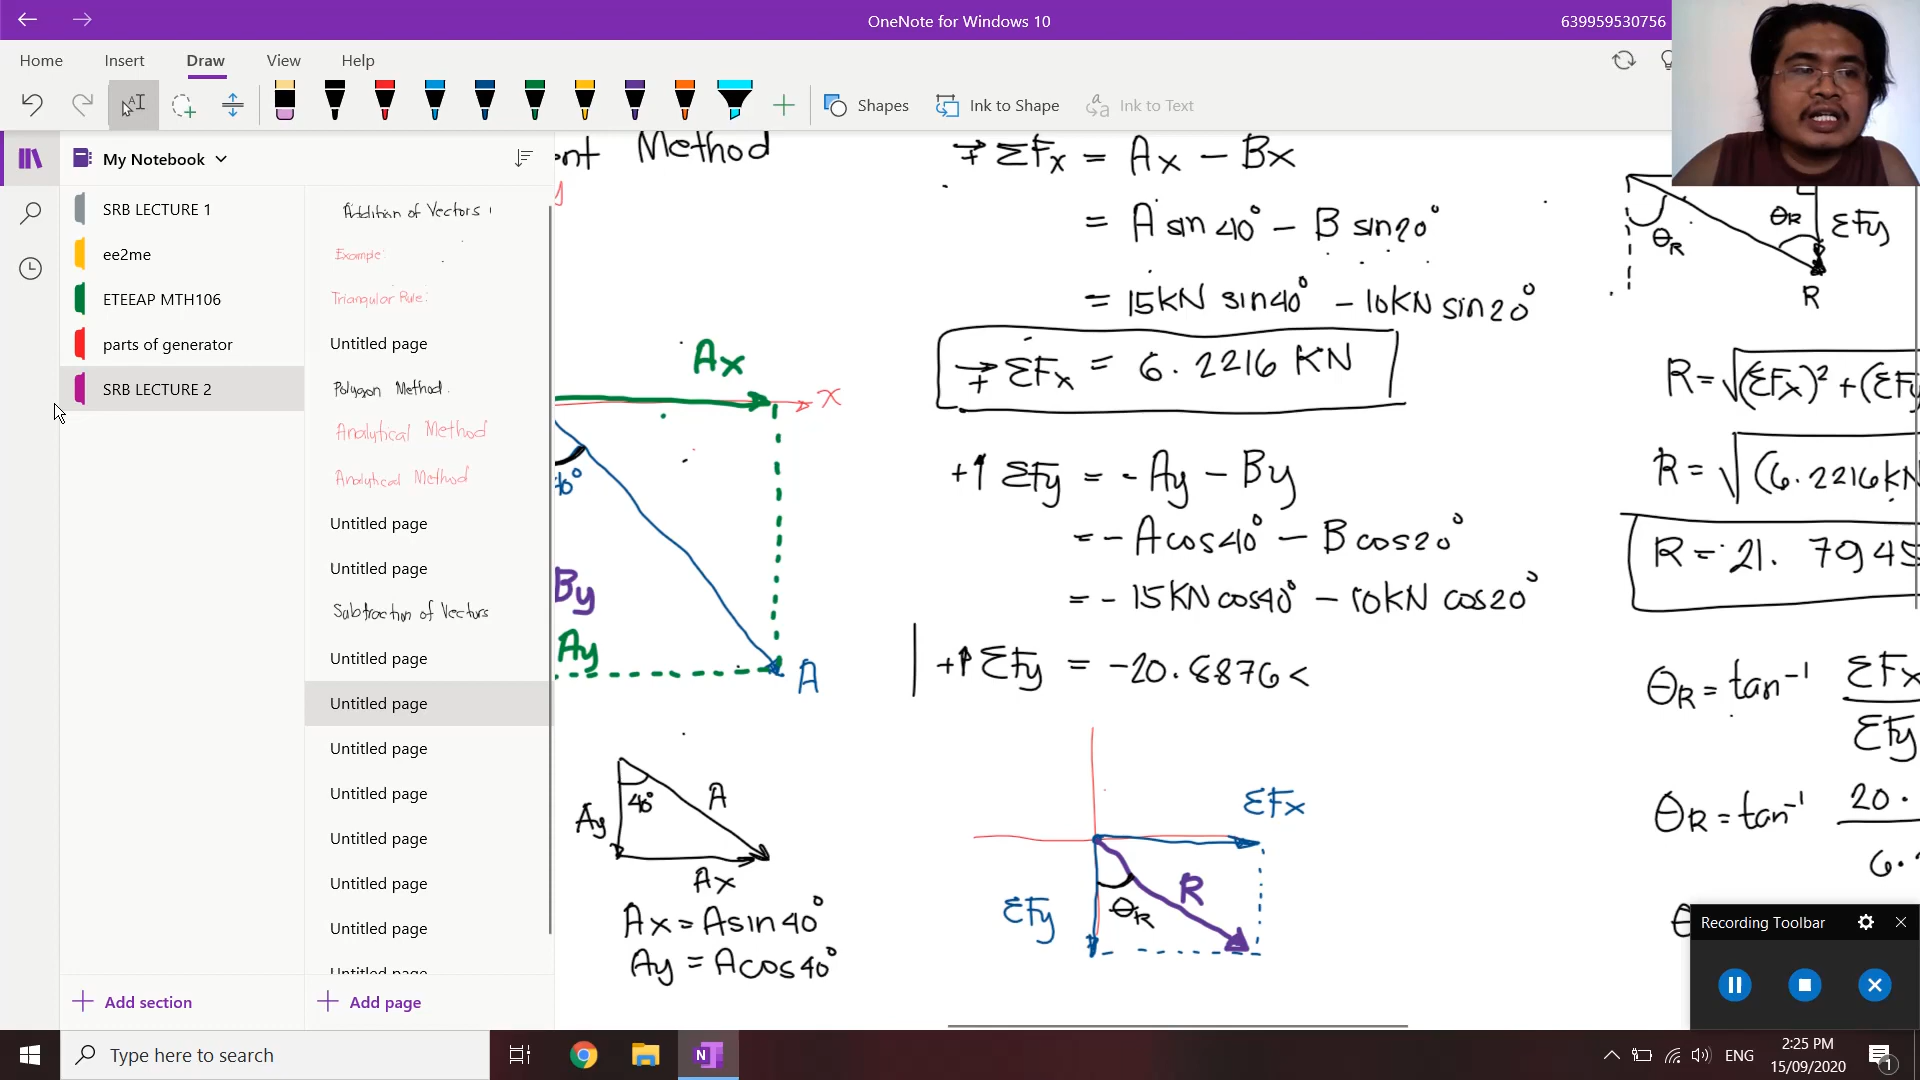 OneNote for Windows 10
639959530756
Home
Insert
Draw
View
Help
Shapes
Ink to Shape
Ink to Text
My Notebook
SRB LECTURE 1
ee2me
ETEEAP MTH106
parts of generator
SRB LECTURE 2
Add section
Addition of Vectors
Example:
Triangular Rule:
Untitled page
Polygon Method.
Analytical Method
Analytical Method
Untitled page
Untitled page
Subtraction of Vectors
Untitled page
Untitled page
Untitled page
Untitled page
Untitled page
Untitled page
Untitled page
Untitled page
Add page
ent Method
y
Ax
x
40°
By
Ay
A
40°
A
Ay
Ax
Ax = A sin 40°
Ay = A cos 40°
→+ ΣFx = Ax - Bx
= A sin 40° - B sin 20°
= 15KN sin 40° - 10KN sin 20°
→+ ΣFx = 6.2216 KN
+↑ ΣFy = - Ay - By
= - A cos 40° - B cos 20°
= - 15KN cos 40° - 10KN cos 20°
+↑ ΣFy = -20.8876 <
ΣFx
ΣFy
R
θR
θR
θR
ΣFy
R
R = √(ΣFx)² + (ΣFy
R = √(6.2216KN
R = 21.7945
θR = tan⁻¹ ΣFx
ΣFy
θR = tan⁻¹ 20.
6.
θ
Recording Toolbar
Type here to search
ENG
2:25 PM
15/09/2020
1